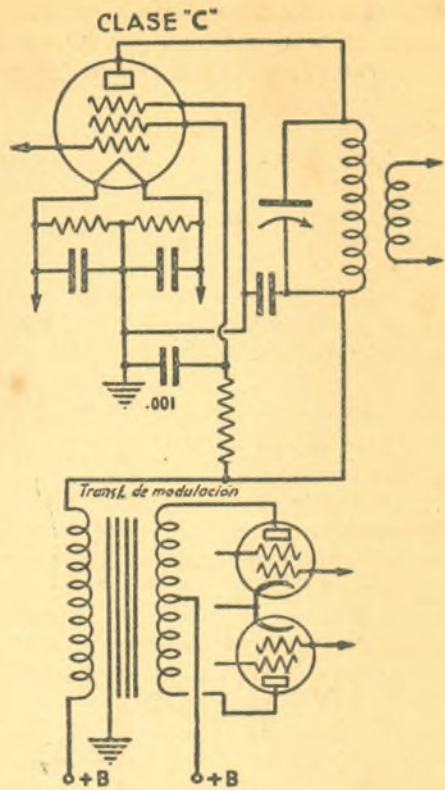 CLASE "C"
.001
Transf. de modulación
+B
+B